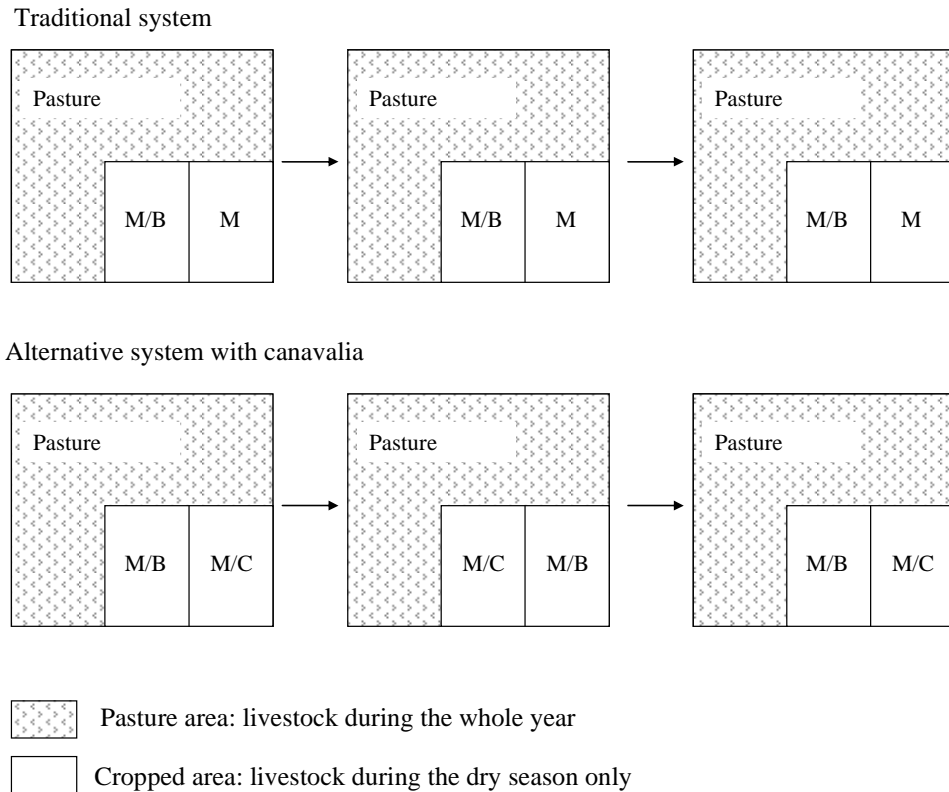 Traditional system
Pasture
Pasture
Pasture
M/B
M
M/B
M
M/B
M
Alternative system with canavalia
Pasture
Pasture
Pasture
M/B
M/C
M/C
M/B
M/B
M/C
Pasture area: livestock during the whole year
Cropped area: livestock during the dry season only